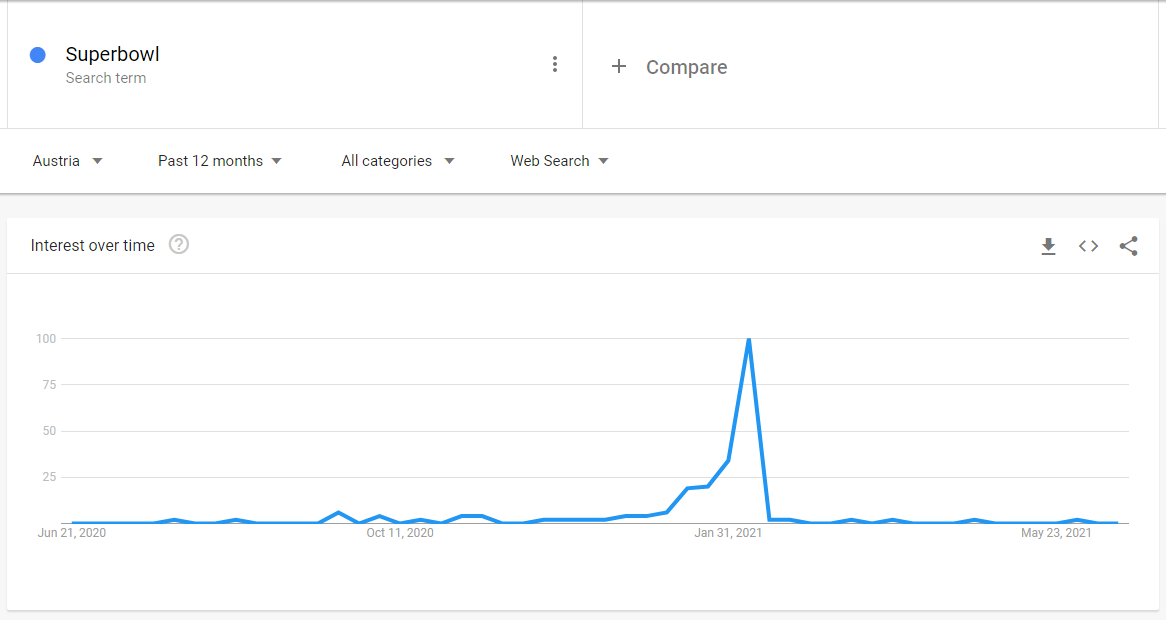 Superbowl
Search term
+ Compare
Austria
Past 12 months
All categories
Web Search
Interest over time ?
100
75
50
25
Jun 21, 2020
Oct 11, 2020
Jan 31, 2021
May 23, 2021